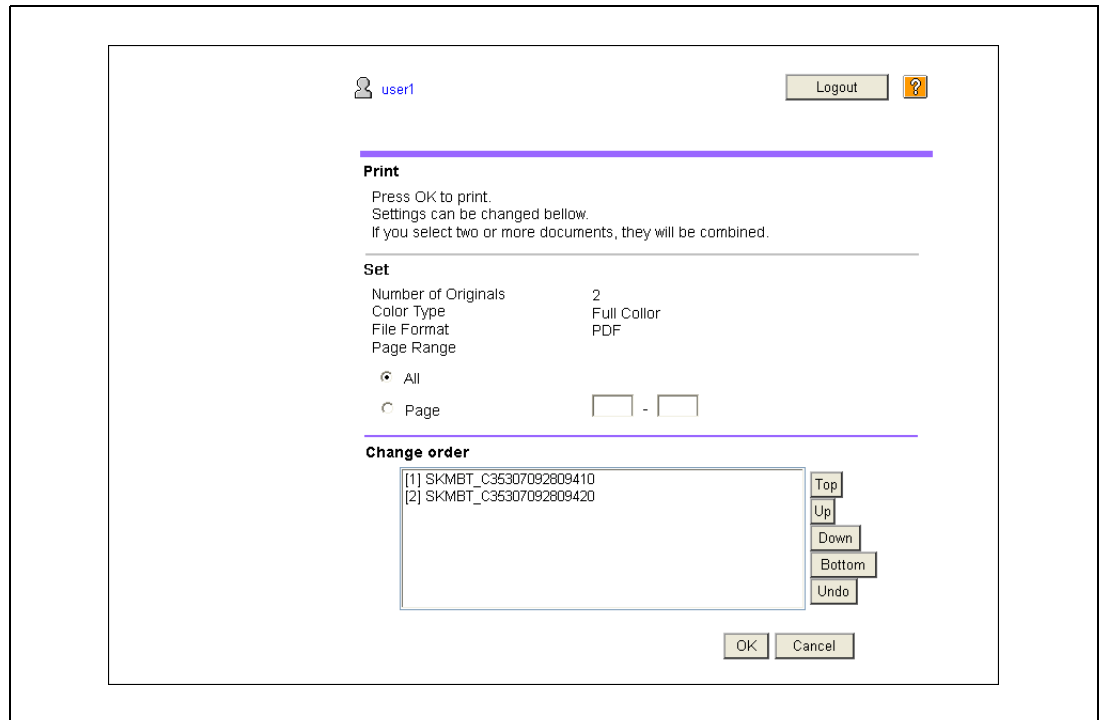 user1 Logout ?
Print
Press OK to print.
Settings can be changed bellow.
If you select two or more documents, they will be combined.
Set
Number of Originals 2
Color Type Full Collor
File Format PDF
Page Range
All
Page -
Change order
[1] SKMBT_C35307092809410
[2] SKMBT_C35307092809420
Top
Up
Down
Bottom
Undo
OK Cancel